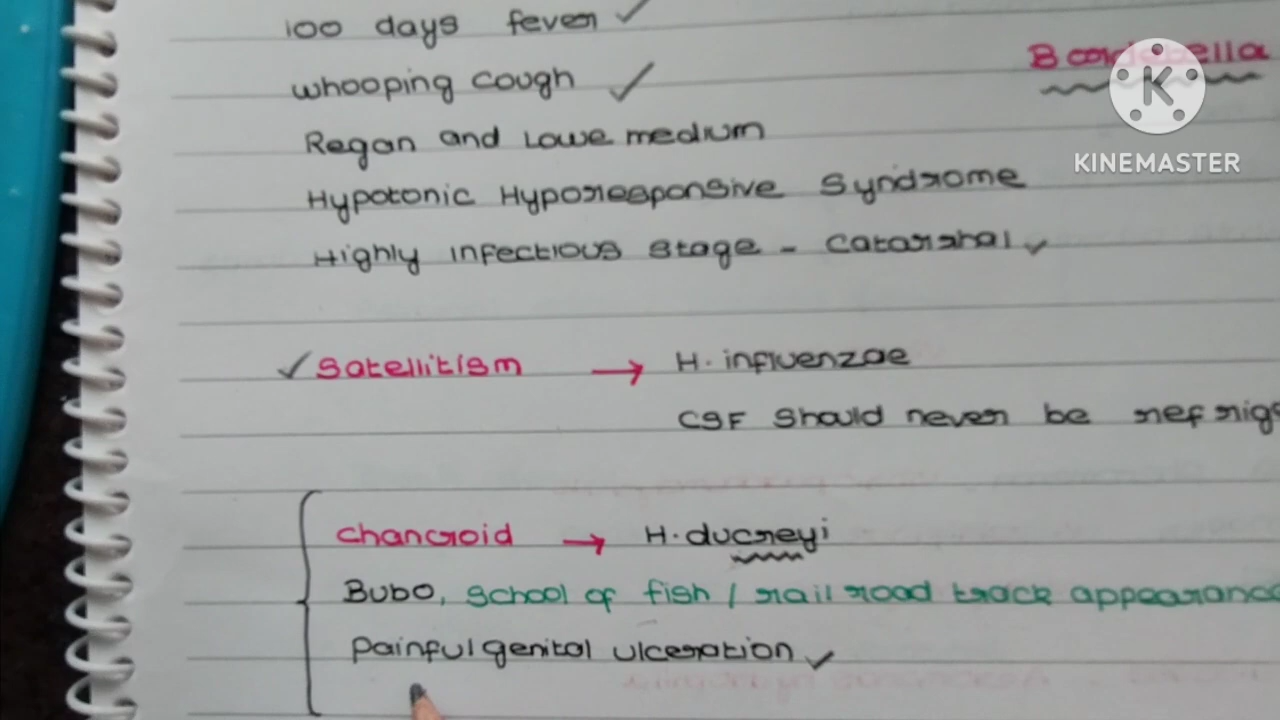 100 days fever ✓
Bordetella
whooping cough ✓
K
KINEMASTER
Regan and Lowe medium
Hypotonic Hyporesponsive Syndrome
Highly infectious stage - catarrhal ✓
✓ Satellitism → H. influenzae
CSF should never be
chancroid → H. ducreyi
Bubo, school of fish / rail road track appearance
Painful genital ulceration ✓